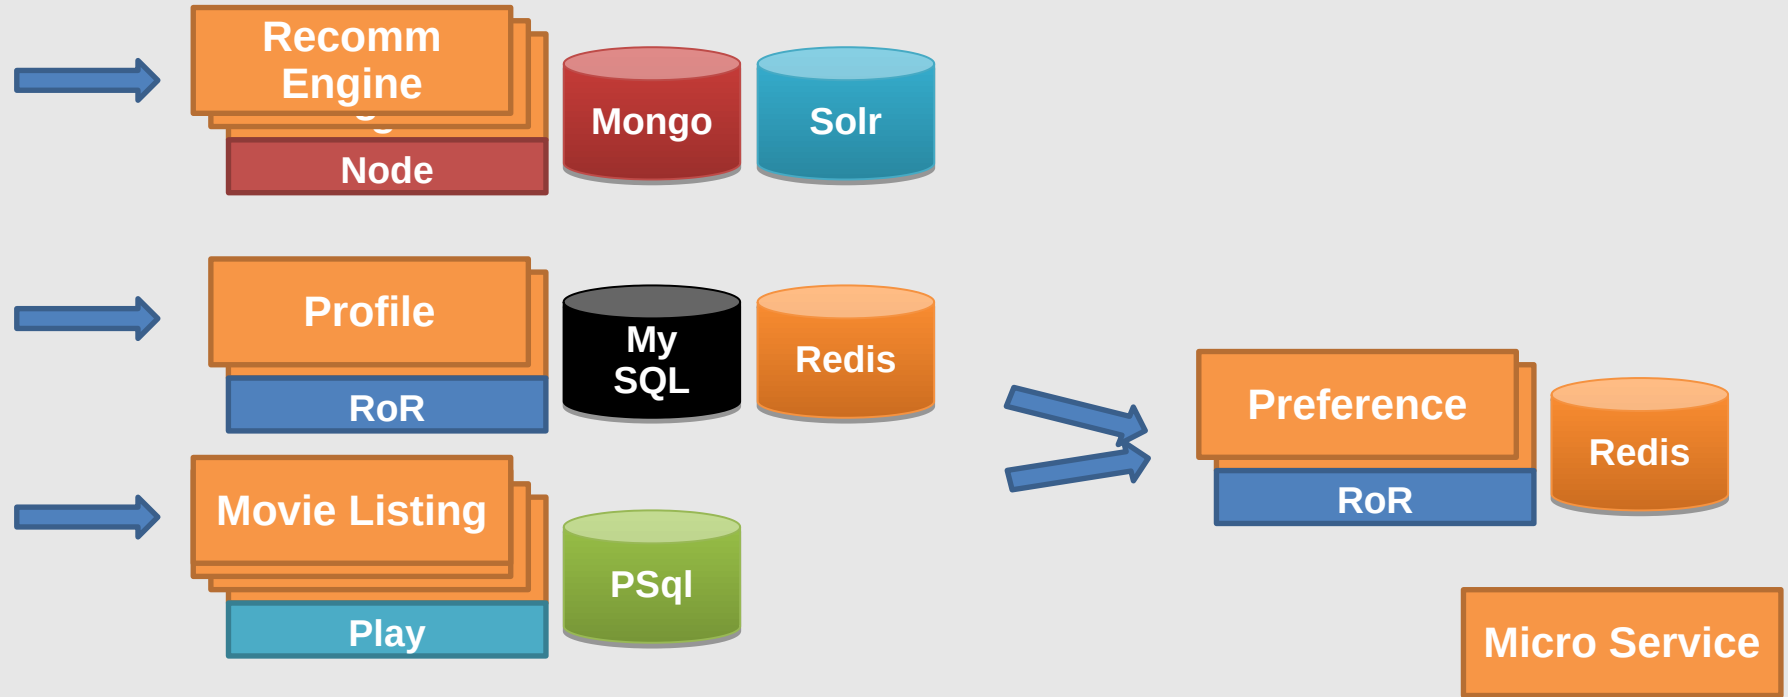 Recomm
Engine
Mongo
Solr
Node
Profile
My
SQL
Redis
RoR
Preference
Redis
RoR
Movie Listing
PSql
Play
Micro Service